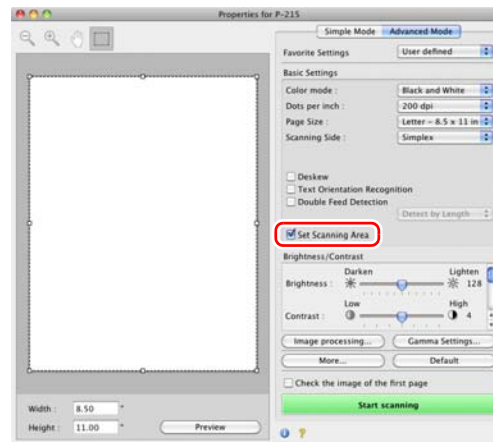 Properties for P-215
Simple Mode Advanced Mode
Favorite Settings User defined
Basic Settings
Color mode : Black and White
Dots per inch : 200 dpi
Page Size : Letter - 8.5 x 11 in
Scanning Side : Simplex
Deskew
Text Orientation Recognition
Double Feed Detection
Detect by Length
Set Scanning Area
Brightness/Contrast
Darken Lighten
Brightness : 128
Low High
Contrast : 4
Image processing... Gamma Settings...
More... Default
Check the image of the first page
Start scanning
Width : 8.50 "
Height : 11.00 "
Preview